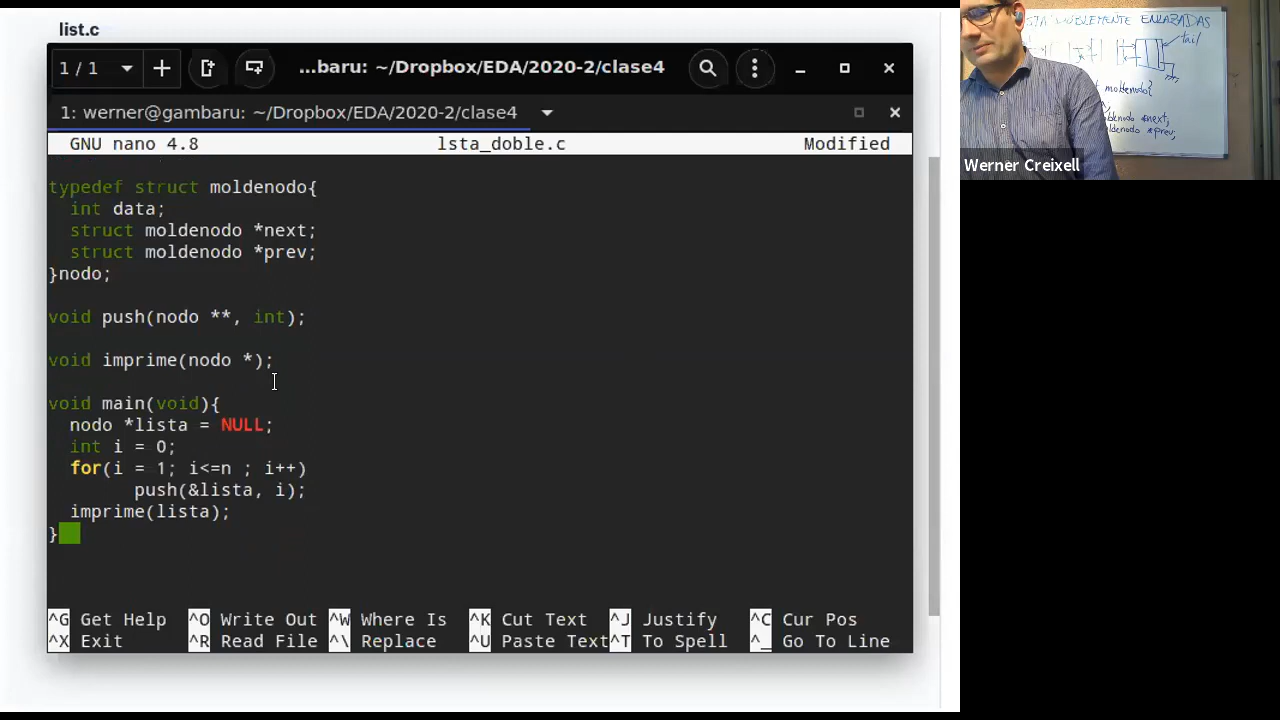 list.c
1 / 1
...baru: ~/Dropbox/EDA/2020-2/clase4
1: werner@gambaru: ~/Dropbox/EDA/2020-2/clase4
GNU nano 4.8 lsta_doble.c Modified
typedef struct moldenodo{
int data;
struct moldenodo *next;
struct moldenodo *prev;
}nodo;
void push(nodo **, int);
void imprime(nodo *);
void main(void){
nodo *lista = NULL;
int i = 0;
for(i = 1; i<=n ; i++)
push(&lista, i);
imprime(lista);
}
^G Get Help ^O Write Out ^W Where Is ^K Cut Text ^J Justify ^C Cur Pos
^X Exit ^R Read File ^\ Replace ^U Paste Text ^T To Spell ^_ Go To Line
ENLAZADAS
tail
moldenodo{
*next;
*prev;
Werner Creixell